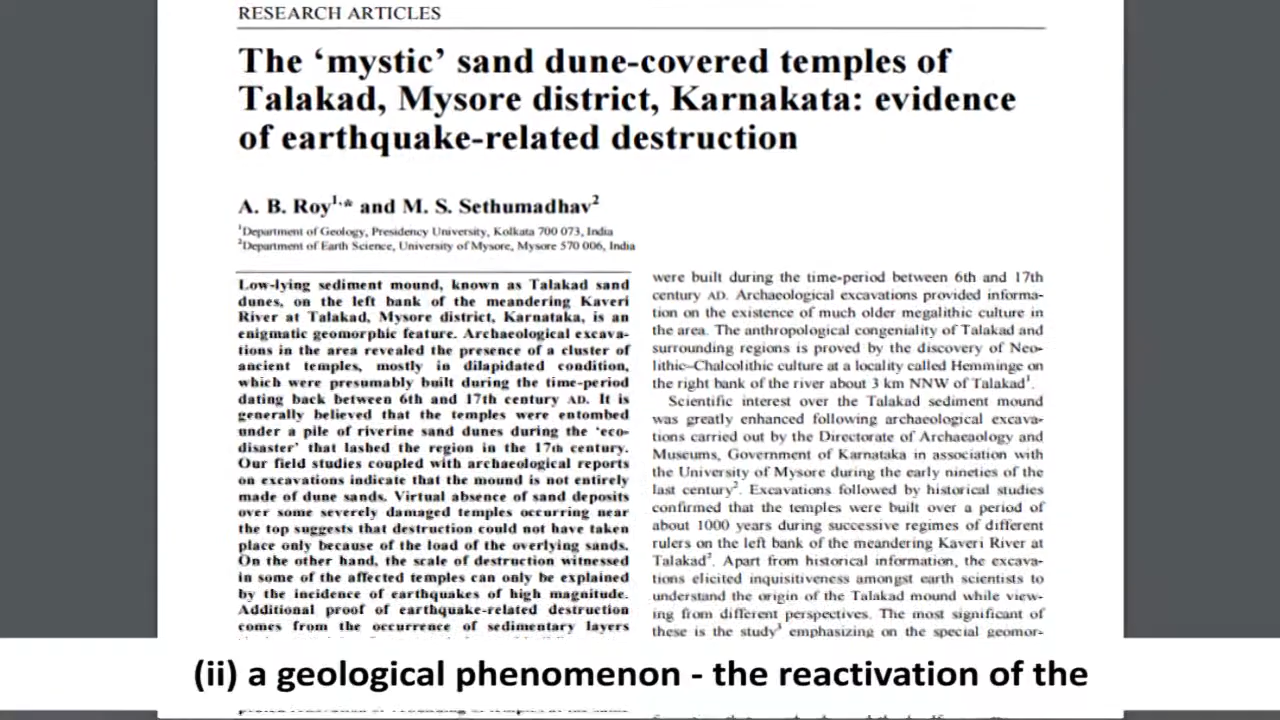 RESEARCH ARTICLES
The ‘mystic’ sand dune-covered temples of
Talakad, Mysore district, Karnakata: evidence
of earthquake-related destruction
A. B. Roy1,* and M. S. Sethumadhav2
1Department of Geology, Presidency University, Kolkata 700 073, India
2Department of Earth Science, University of Mysore, Mysore 570 006, India
Low-lying sediment mound, known as Talakad sand
dunes, on the left bank of the meandering Kaveri
River at Talakad, Mysore district, Karnataka, is an
enigmatic geomorphic feature. Archaeological excava-
tions in the area revealed the presence of a cluster of
ancient temples, mostly in dilapidated condition,
which were presumably built during the time-period
dating back between 6th and 17th century AD. It is
generally believed that the temples were entombed
under a pile of riverine sand dunes during the ‘eco-
disaster’ that lashed the region in the 17th century.
Our field studies coupled with archaeological reports
on excavations indicate that the mound is not entirely
made of dune sands. Virtual absence of sand deposits
over some severely damaged temples occurring near
the top suggests that destruction could not have taken
place only because of the load of the overlying sands.
On the other hand, the scale of destruction witnessed
in some of the affected temples can only be explained
by the incidence of earthquakes of high magnitude.
Additional proof of earthquake-related destruction
comes from the occurrence of sedimentary layers
were built during the time-period between 6th and 17th
century AD. Archaeological excavations provided informa-
tion on the existence of much older megalithic culture in
the area. The anthropological congeniality of Talakad and
surrounding regions is proved by the discovery of Neo-
lithic–Chalcolithic culture at a locality called Hemminge on
the right bank of the river about 3 km NNW of Talakad1.
Scientific interest over the Talakad sediment mound
was greatly enhanced following archaeological excava-
tions carried out by the Directorate of Archaeaology and
Museums, Government of Karnataka in association with
the University of Mysore during the early nineties of the
last century2. Excavations followed by historical studies
confirmed that the temples were built over a period of
about 1000 years during successive regimes of different
rulers on the left bank of the meandering Kaveri River at
Talakad2. Apart from historical information, the excava-
tions elicited inquisitiveness amongst earth scientists to
understand the origin of the Talakad mound while view-
ing from different perspectives. The most significant of
these is the study3 emphasizing on the special geomor-
(ii) a geological phenomenon - the reactivation of the